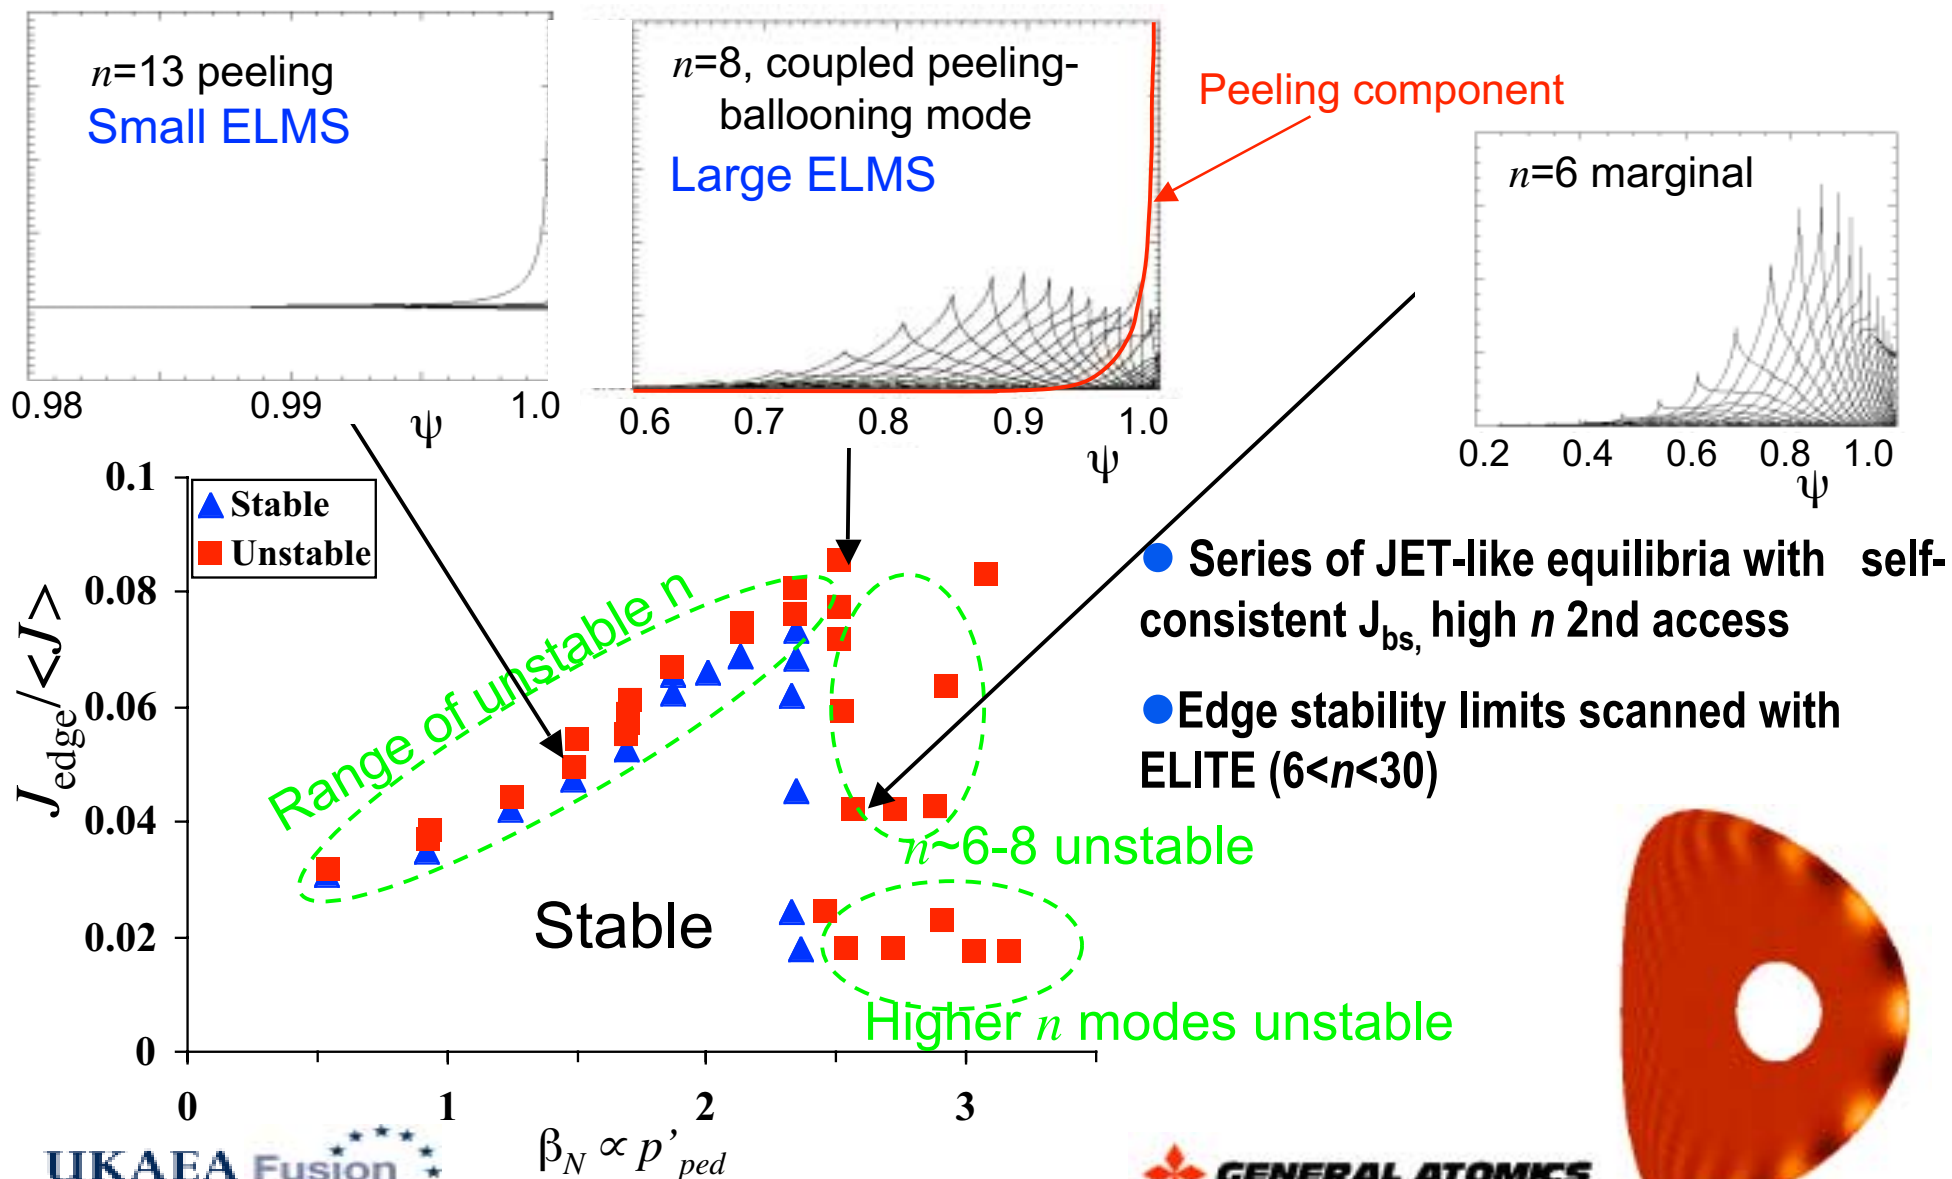 n=13 peeling
Small ELMS
0.98 0.99 1.0
ψ
n=8, coupled peeling-
ballooning mode
Large ELMS
0.6 0.7 0.8 0.9 1.0
ψ
Peeling component
n=6 marginal
0.2 0.4 0.6 0.8 1.0
ψ
Stable
Unstable
0.1
0.08
0.06
0.04
0.02
0
J_edge/<J>
Range of unstable n
n~6-8 unstable
Stable
Higher n modes unstable
0 1 2 3
β_N ∝ p'_ped
● Series of JET-like equilibria with self-
consistent J_bs, high n 2nd access
● Edge stability limits scanned with
ELITE (6<n<30)
UKAEA Fusion
GENERAL ATOMICS